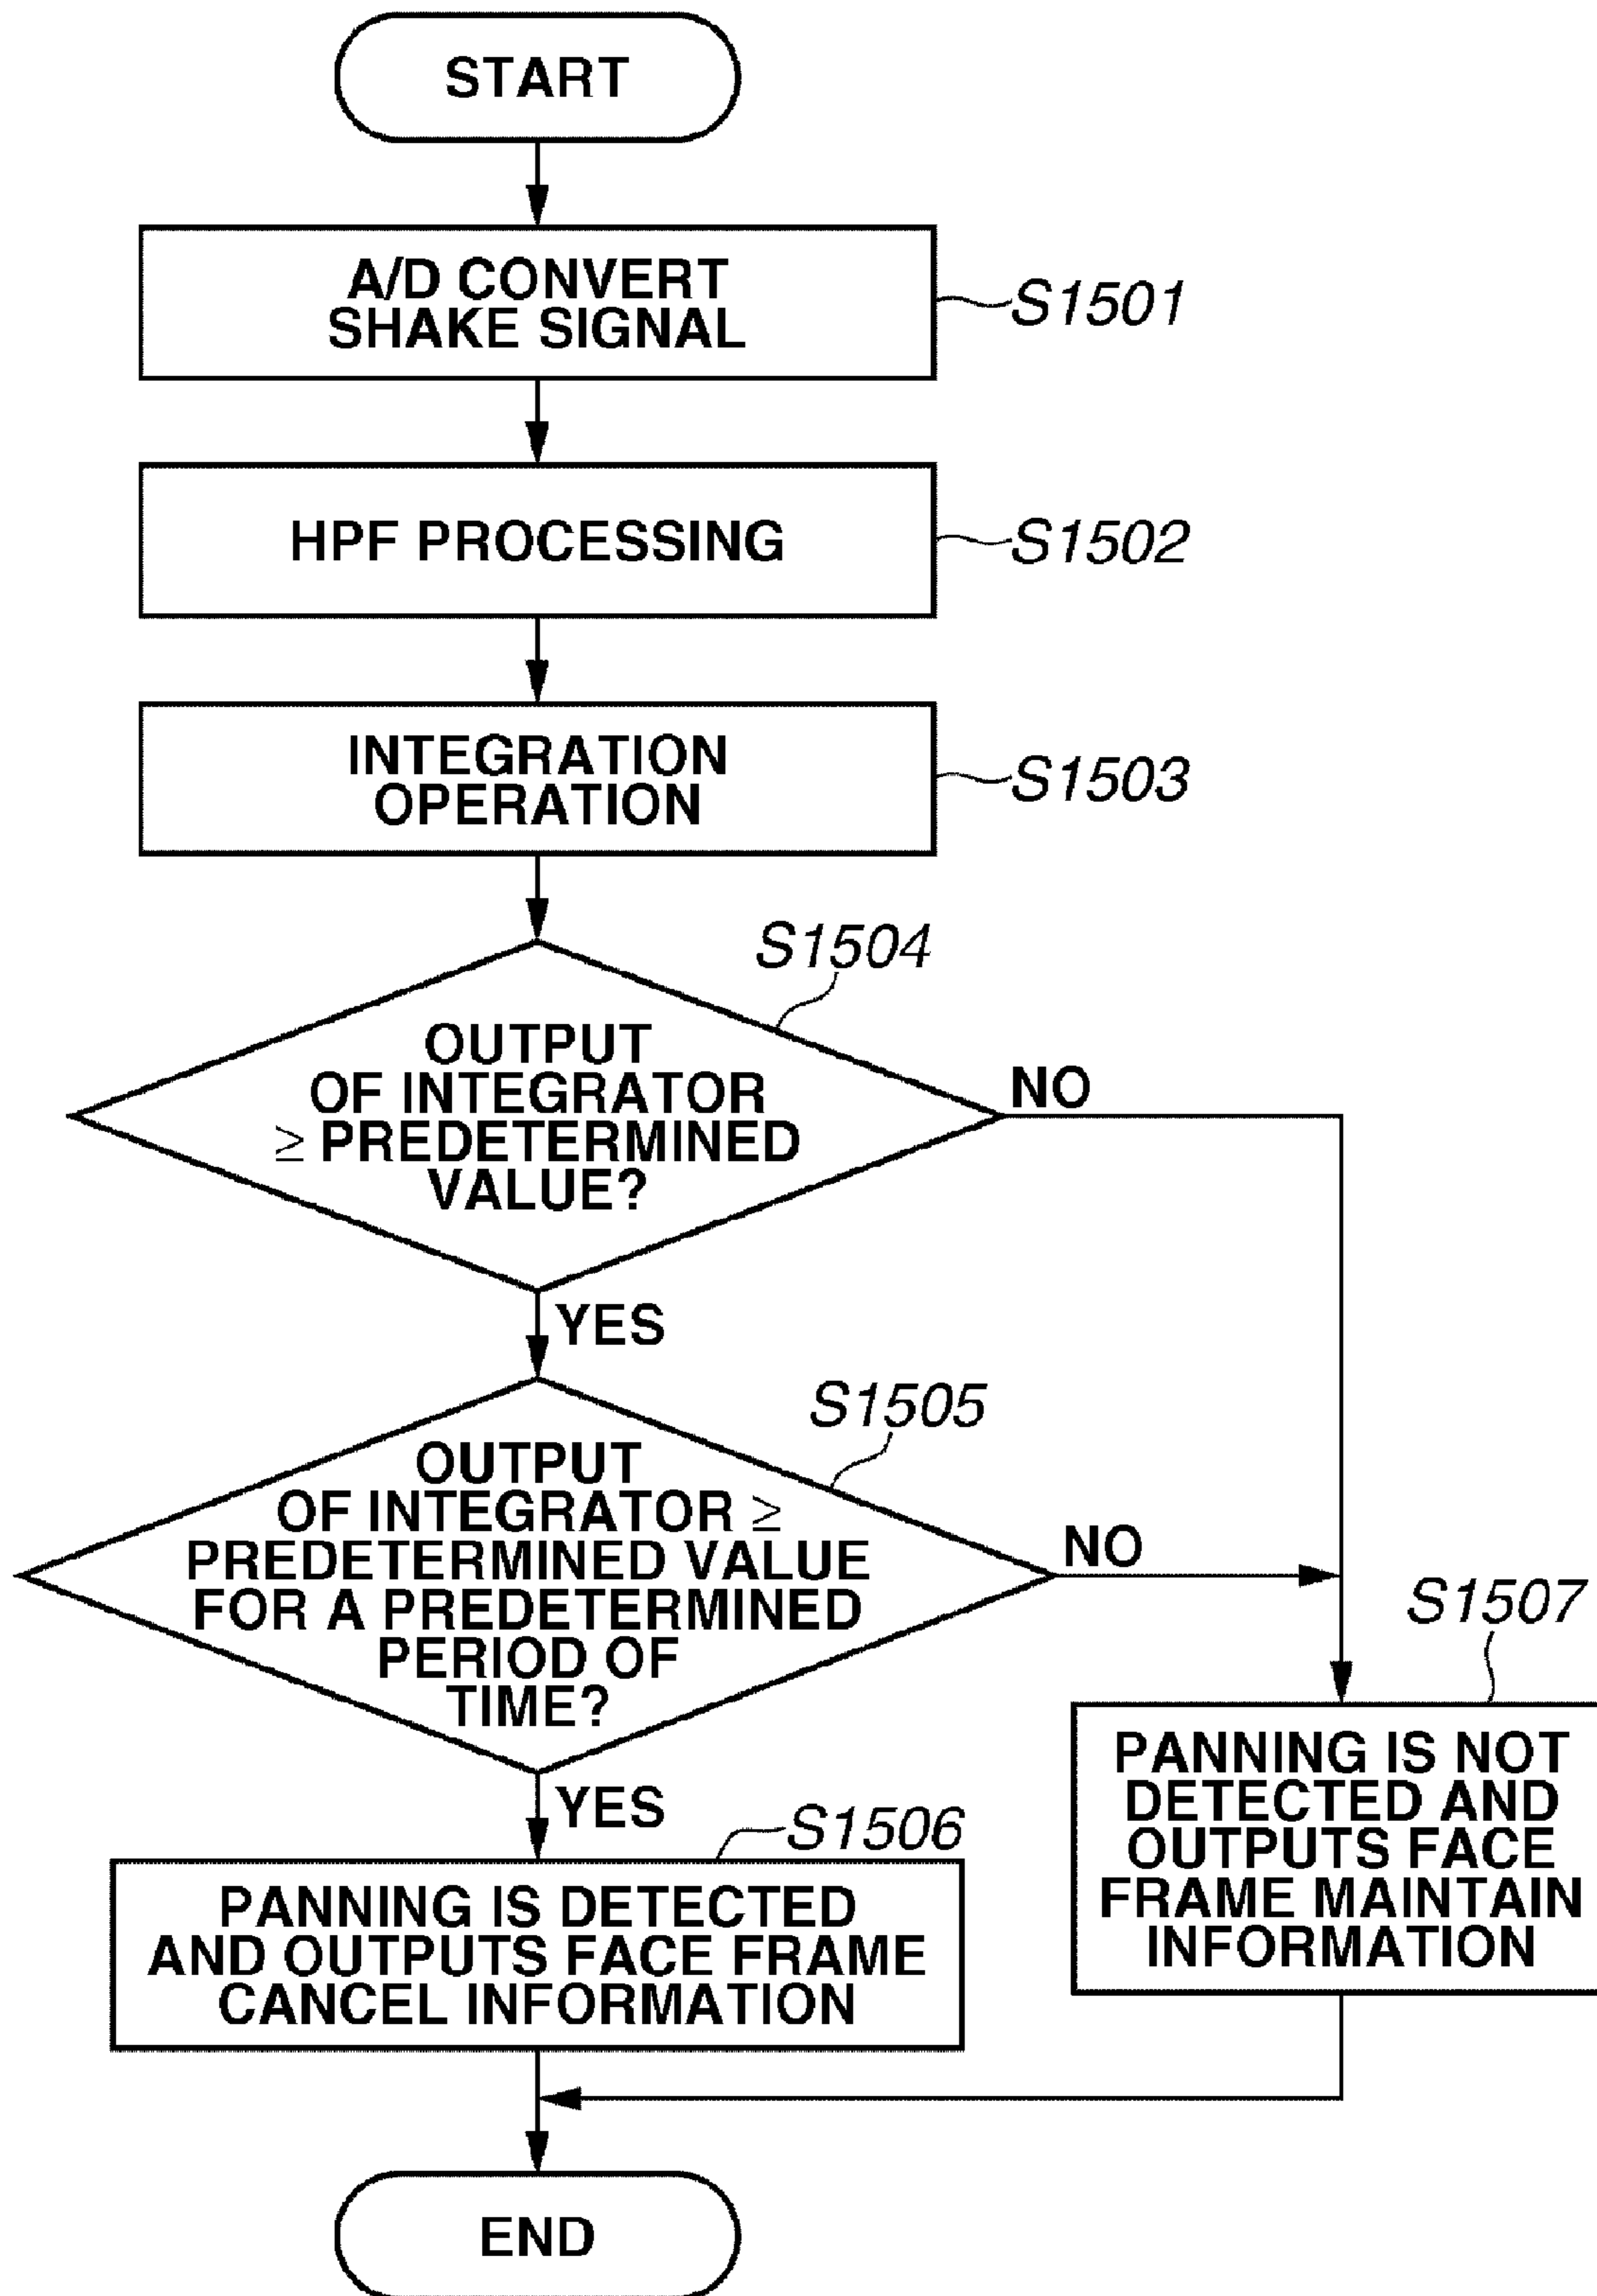 START
A/D CONVERT
SHAKE SIGNAL
S1501
HPF PROCESSING
S1502
INTEGRATION
OPERATION
S1503
S1504
OUTPUT
OF INTEGRATOR
≥ PREDETERMINED
VALUE?
NO
YES
S1505
OUTPUT
OF INTEGRATOR ≥
PREDETERMINED VALUE
FOR A PREDETERMINED
PERIOD OF
TIME?
NO
YES
S1507
PANNING IS NOT
DETECTED AND
OUTPUTS FACE
FRAME MAINTAIN
INFORMATION
S1506
PANNING IS DETECTED
AND OUTPUTS FACE FRAME
CANCEL INFORMATION
END